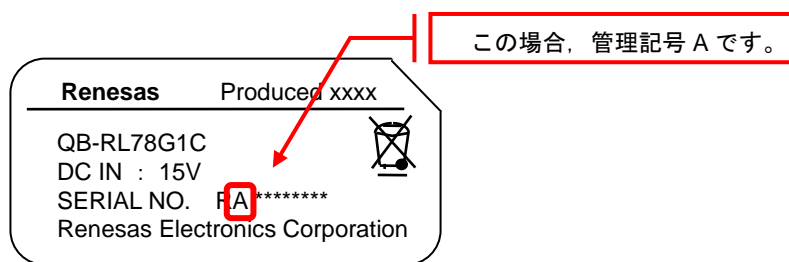 この場合，管理記号 A です。
Renesas Produced xxxx
QB-RL78G1C
DC IN : 15V
SERIAL NO. RA********
Renesas Electronics Corporation